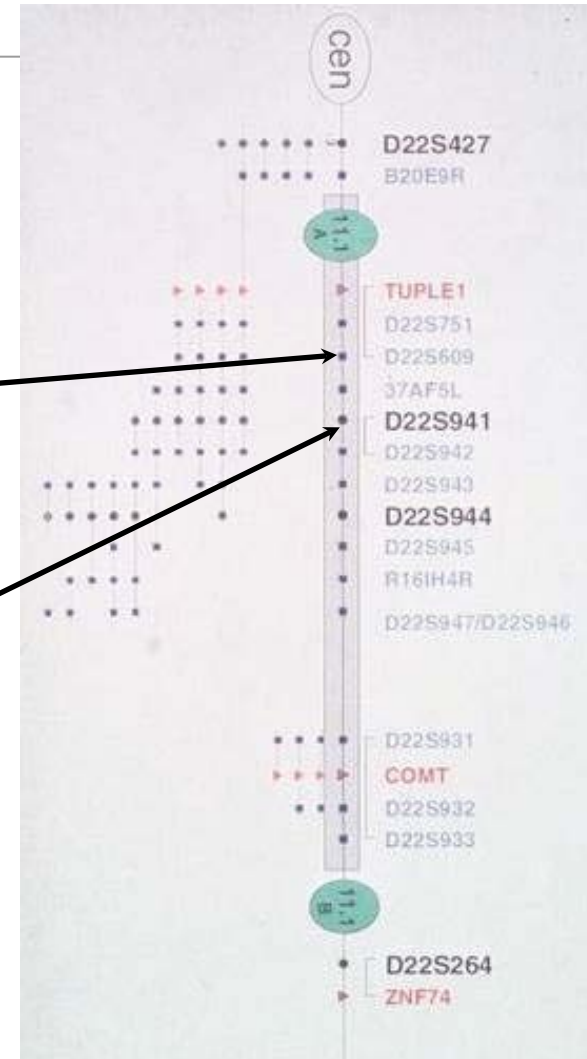 cen
D22S427
B20E9R
11.1 A
TUPLE1
D22S751
D22S609
37AF5L
D22S941
D22S942
D22S943
D22S944
D22S945
R16IH4R
D22S947/D22S946
D22S931
COMT
D22S932
D22S933
11.1 B
D22S264
ZNF74